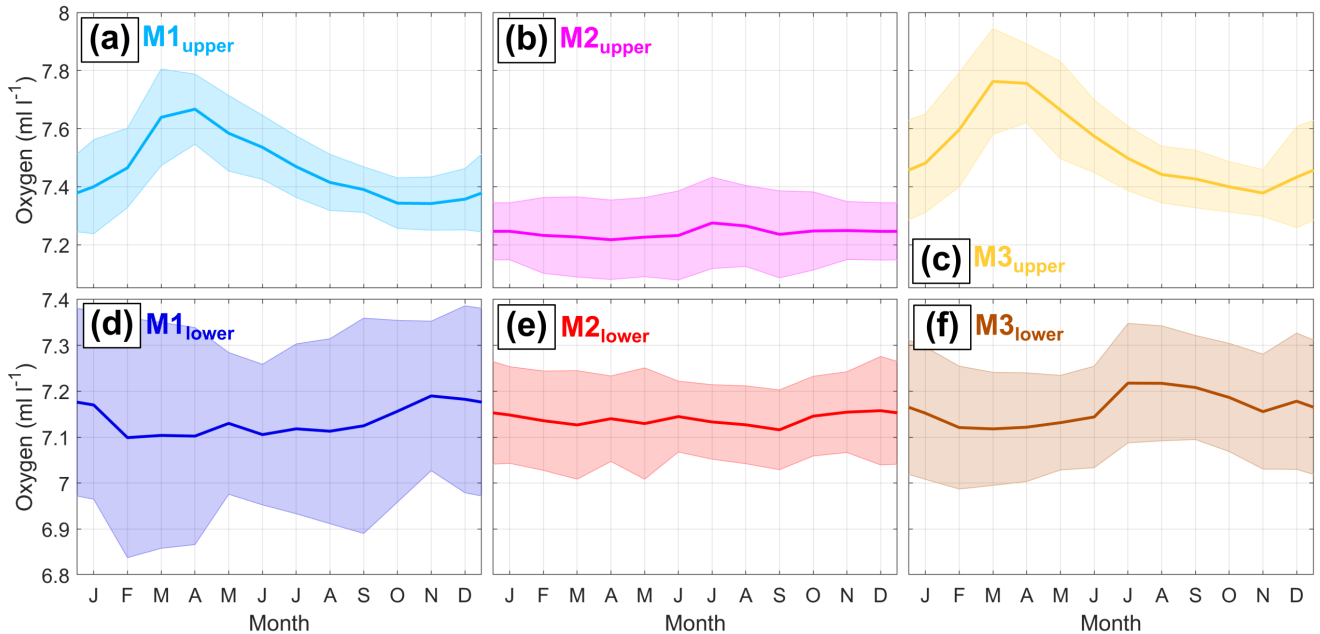 (a) M1upper
(b) M2upper
(c) M3upper
Oxygen (ml l-1)
8
7.8
7.6
7.4
7.2
(d) M1lower
(e) M2lower
(f) M3lower
Oxygen (ml l-1)
7.4
7.3
7.2
7.1
7
6.9
6.8
J F M A M J J A S O N D
J F M A M J J A S O N D
J F M A M J J A S O N D
Month
Month
Month